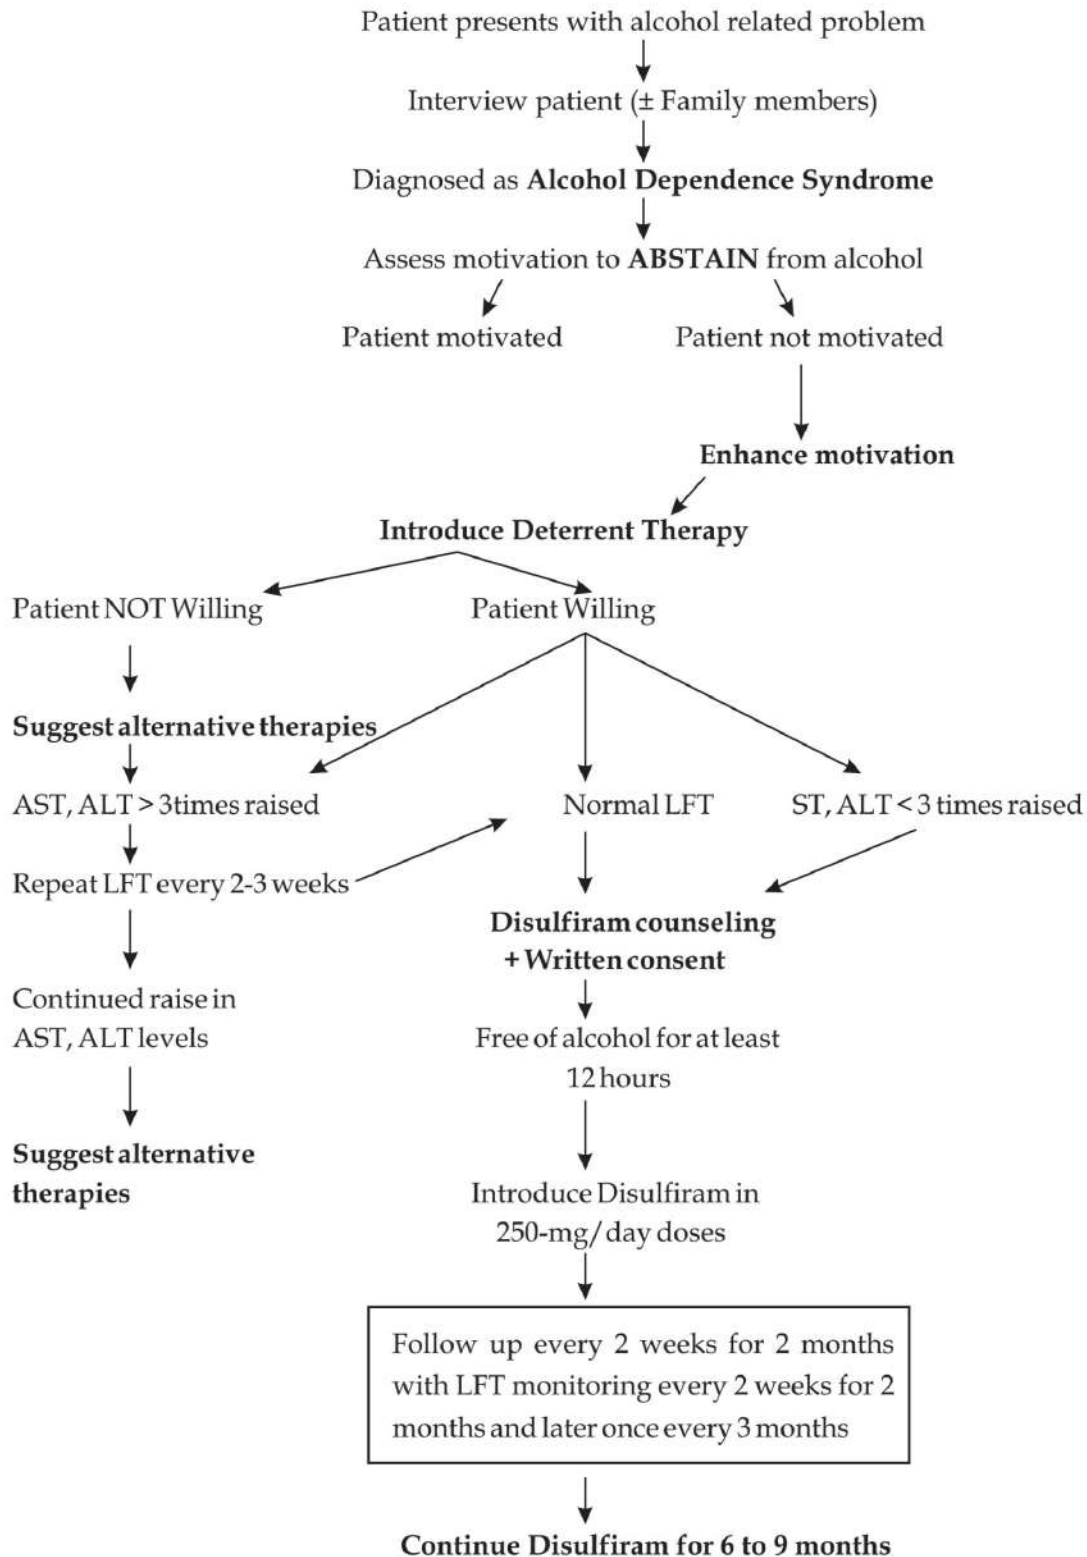 Patient presents with alcohol related problem
Interview patient (± Family members)
Diagnosed as Alcohol Dependence Syndrome
Assess motivation to ABSTAIN from alcohol
Patient motivated
Patient not motivated
Enhance motivation
Introduce Deterrent Therapy
Patient NOT Willing
Patient Willing
Suggest alternative therapies
AST, ALT > 3times raised
Normal LFT
ST, ALT < 3 times raised
Repeat LFT every 2-3 weeks
Disulfiram counseling
+ Written consent
Continued raise in
AST, ALT levels
Free of alcohol for at least
12 hours
Suggest alternative
therapies
Introduce Disulfiram in
250-mg/day doses
Follow up every 2 weeks for 2 months
with LFT monitoring every 2 weeks for 2
months and later once every 3 months
Continue Disulfiram for 6 to 9 months